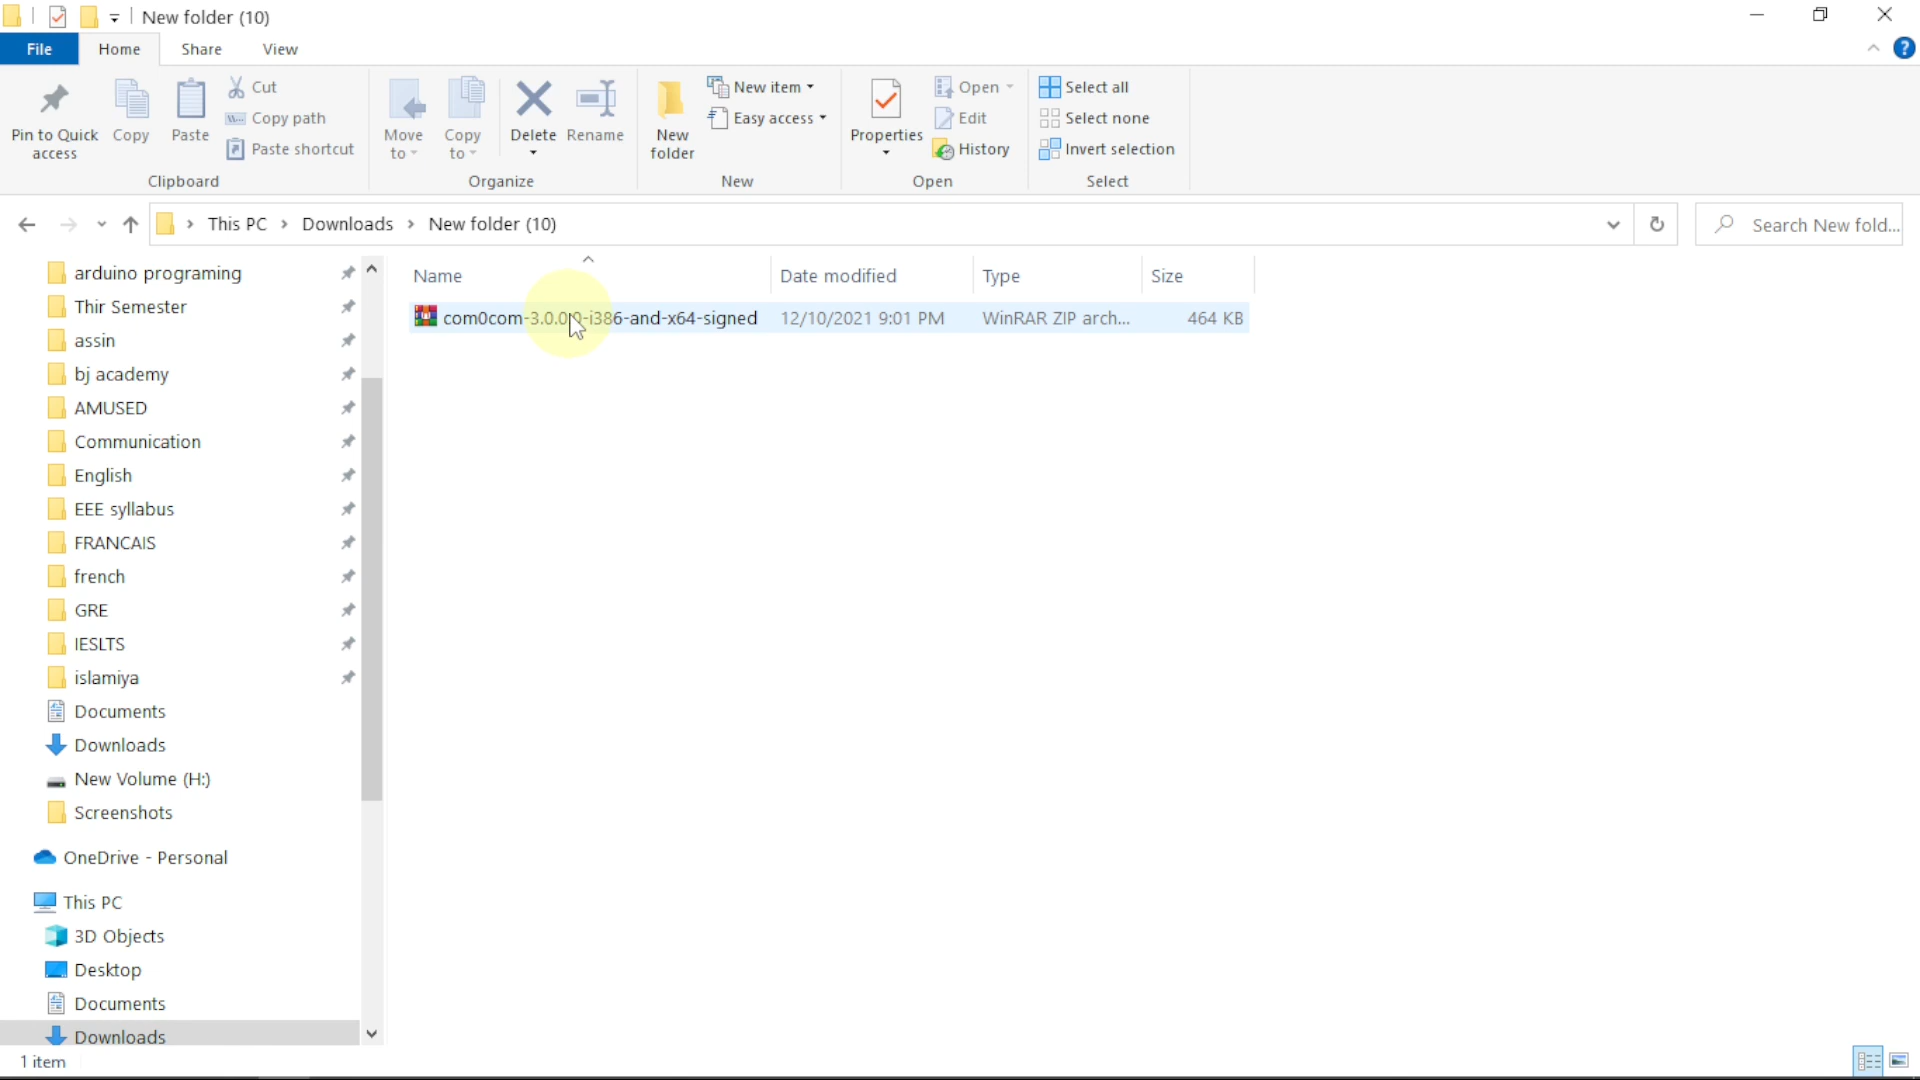 New folder (10)
File Home Share View
Pin to Quick access
Copy
Paste
Cut
Copy path
Paste shortcut
Clipboard
Move to
Copy to
Delete
Rename
Organize
New folder
New item
Easy access
New
Properties
Open
Edit
History
Open
Select all
Select none
Invert selection
Select
This PC Downloads New folder (10)
Search New fold...
arduino programing
Thir Semester
assin
bj academy
AMUSED
Communication
English
EEE syllabus
FRANCAIS
french
GRE
IESLTS
islamiya
Documents
Downloads
New Volume (H:)
Screenshots
OneDrive - Personal
This PC
3D Objects
Desktop
Documents
Downloads
Name Date modified Type Size
com0com-3.0.0.0-i386-and-x64-signed 12/10/2021 9:01 PM WinRAR ZIP arch... 464 KB
1 item